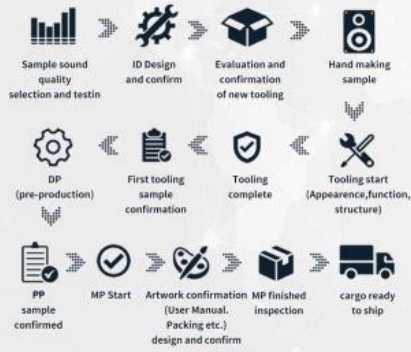 Sample sound
quality
selection and testin
ID Design
and confirm
Evaluation and
confirmation
of new tooling
Hand making
sample
DP
(pre-production)
First tooling
sample
confirmation
Tooling
complete
Tooling start
(Appearence,function,
structure)
PP
sample
confirmed
MP Start
Artwork confirmation
(User Manual.
Packing etc.)
design and confirm
MP finished
inspection
cargo ready
to ship